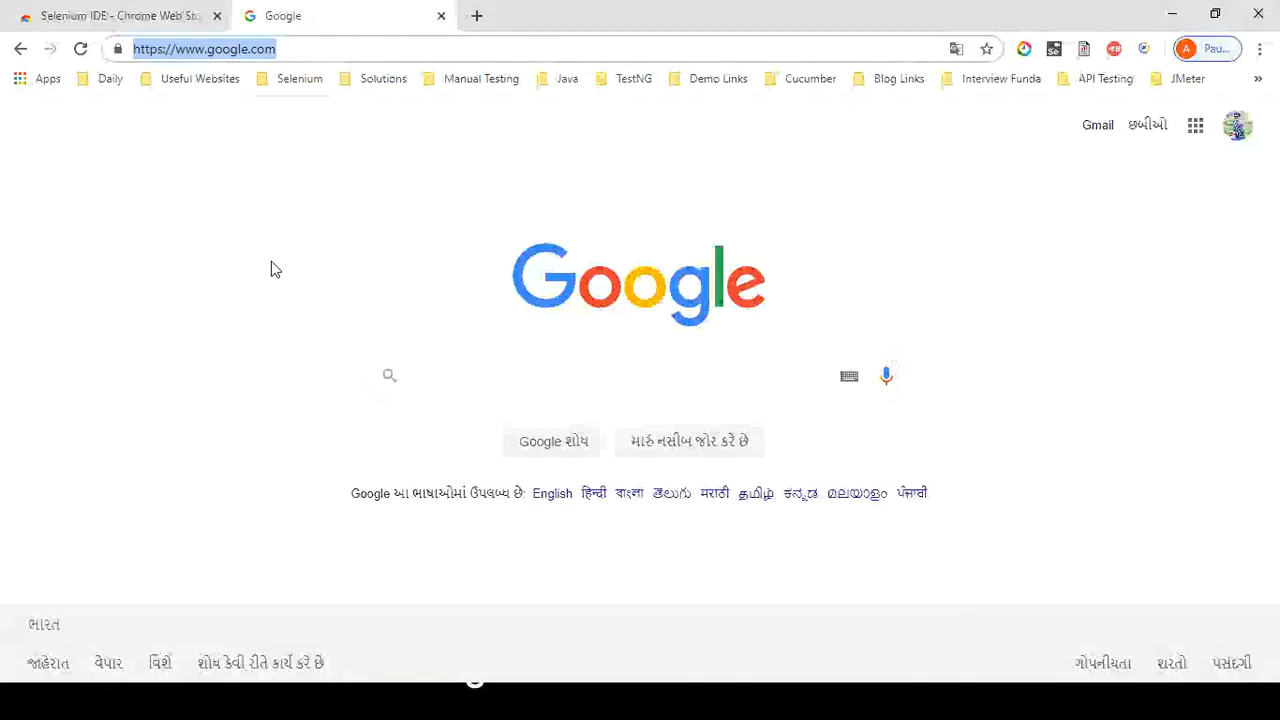 Selenium IDE - Chrome Web Sto
Google
https://www.google.com
A Pau...
Apps Daily Useful Websites Selenium Solutions Manual Testing Java TestNG Demo Links Cucumber Blog Links Interview Funda API Testing JMeter »
Gmail છબીઓ
Google
Google શોધ મારું નસીબ જોર કરે છે
Google આ ભાષાઓમાં ઉપલબ્ધ છે: English हिन्दी বাংলা తెలుగు मराठी தமிழ் ಕನ್ನಡ മലയാളം ਪੰਜਾਬੀ
ભારત
જાહેરાત વેપાર વિશે શોધ કેવી રીતે કાર્ય કરે છે ગોપનીયતા શરતો પસંદગી